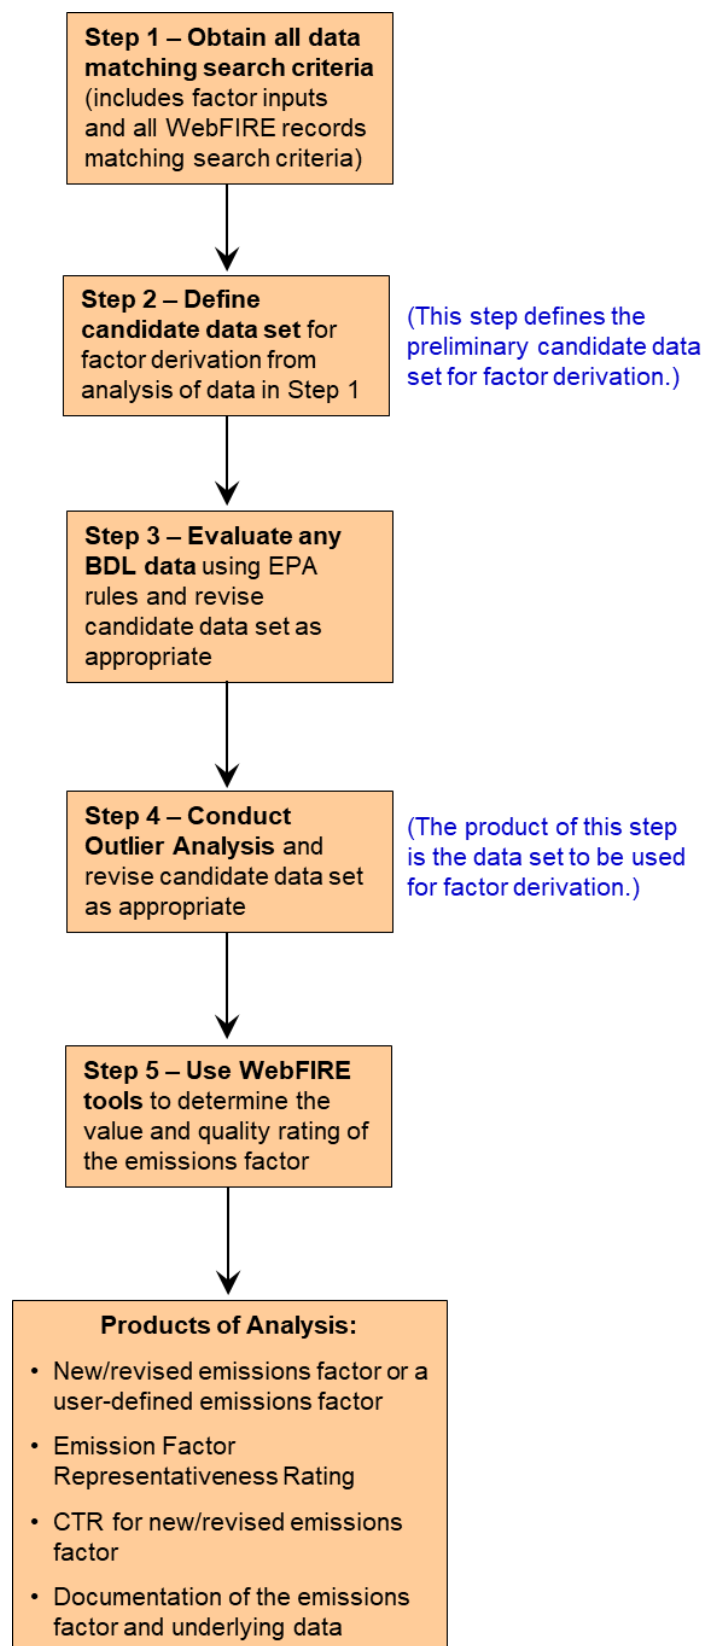 Step 1 – Obtain all data
matching search criteria
(includes factor inputs
and all WebFIRE records
matching search criteria)
Step 2 – Define
candidate data set for
factor derivation from
analysis of data in Step 1
(This step defines the
preliminary candidate data
set for factor derivation.)
Step 3 – Evaluate any
BDL data using EPA
rules and revise
candidate data set as
appropriate
Step 4 – Conduct
Outlier Analysis and
revise candidate data set
as appropriate
(The product of this step
is the data set to be used
for factor derivation.)
Step 5 – Use WebFIRE
tools to determine the
value and quality rating of
the emissions factor
Products of Analysis:
• New/revised emissions factor or a
user-defined emissions factor
• Emission Factor
Representativeness Rating
• CTR for new/revised emissions
factor
• Documentation of the emissions
factor and underlying data